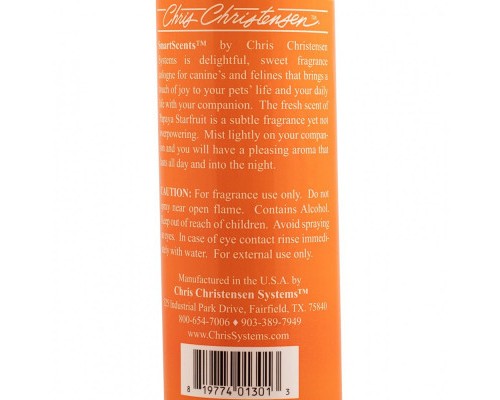 Chris Christensen™
SmartScents™ by Chris Christensen
Systems is delightful, sweet fragrance
cologne for canine's and felines that brings a
touch of joy to your pets' life and your daily
life with your companion. The fresh scent of
Papaya Starfruit is a subtle fragrance yet not
overpowering. Mist lightly on your compan-
ion and you will have a pleasing aroma that
lasts all day and into the night.
CAUTION: For fragrance use only. Do not
spray near open flame. Contains Alcohol.
Keep out of reach of children. Avoid spraying
in eyes. In case of eye contact rinse immedi-
ately with water. For external use only.
Manufactured in the U.S.A. by
Chris Christensen Systems™
Industrial Park Drive, Fairfield, TX. 75840
800-654-7006 ♦ 903-389-7949
www.ChrisSystems.com
8 19774 01301 3